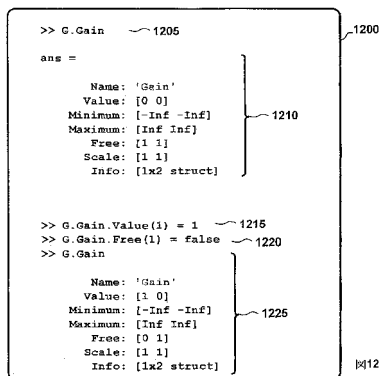 >> G.Gain 1205
1200
ans =
Name: 'Gain'
Value: [0 0]
Minimum: [-Inf -Inf]
Maximum: [Inf Inf]
Free: [1 1]
Scale: [1 1]
Info: [1x2 struct]
1210
>> G.Gain.Value(1) = 1 1215
>> G.Gain.Free(1) = false 1220
>> G.Gain
Name: 'Gain'
Value: [1 0]
Minimum: [-Inf -Inf]
Maximum: [Inf Inf]
Free: [0 1]
Scale: [1 1]
Info: [1x2 struct]
1225
図12